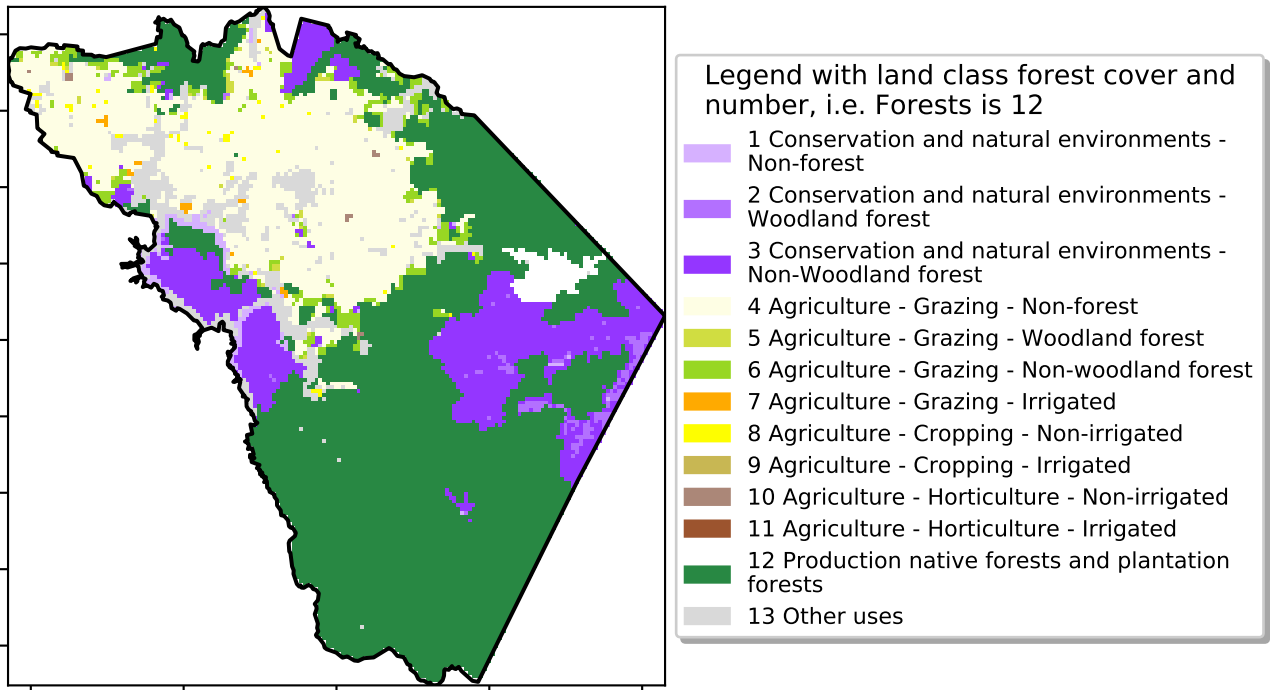 Legend with land class forest cover and
number, i.e. Forests is 12
1 Conservation and natural environments -
Non-forest
2 Conservation and natural environments -
Woodland forest
3 Conservation and natural environments -
Non-Woodland forest
4 Agriculture - Grazing - Non-forest
5 Agriculture - Grazing - Woodland forest
6 Agriculture - Grazing - Non-woodland forest
7 Agriculture - Grazing - Irrigated
8 Agriculture - Cropping - Non-irrigated
9 Agriculture - Cropping - Irrigated
10 Agriculture - Horticulture - Non-irrigated
11 Agriculture - Horticulture - Irrigated
12 Production native forests and plantation
forests
13 Other uses